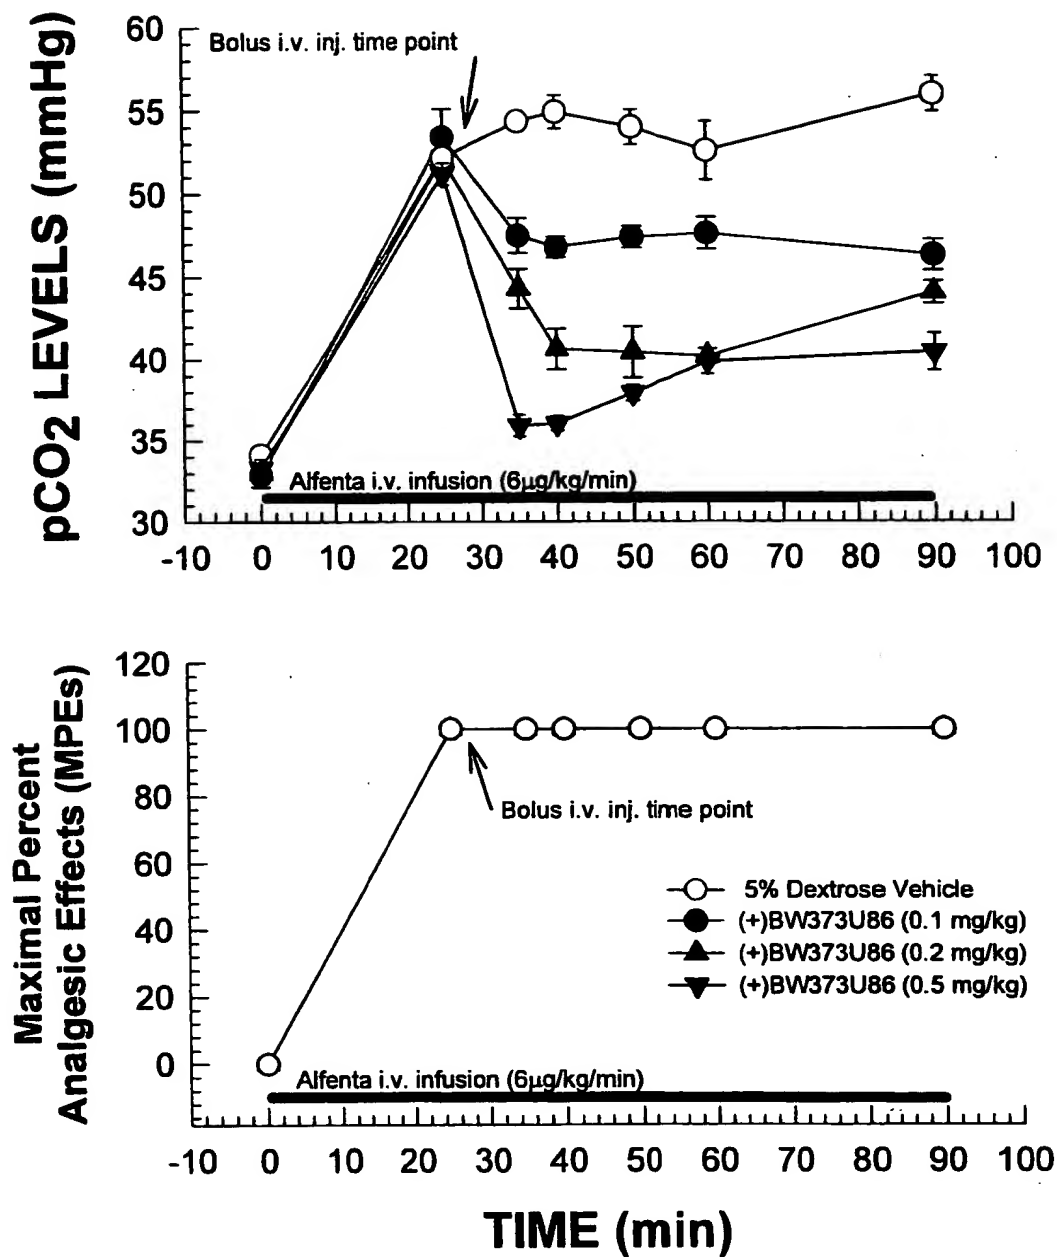 pCO2 LEVELS (mmHg)
60
55
50
45
40
35
30
Bolus i.v. inj. time point
Alfenta i.v. infusion (6µg/kg/min)
-10 0 10 20 30 40 50 60 70 80 90 100
Maximal Percent
Analgesic Effects (MPEs)
120
100
80
60
40
20
0
Bolus i.v. inj. time point
5% Dextrose Vehicle
(+)BW373U86 (0.1 mg/kg)
(+)BW373U86 (0.2 mg/kg)
(+)BW373U86 (0.5 mg/kg)
Alfenta i.v. infusion (6µg/kg/min)
-10 0 10 20 30 40 50 60 70 80 90 100
TIME (min)